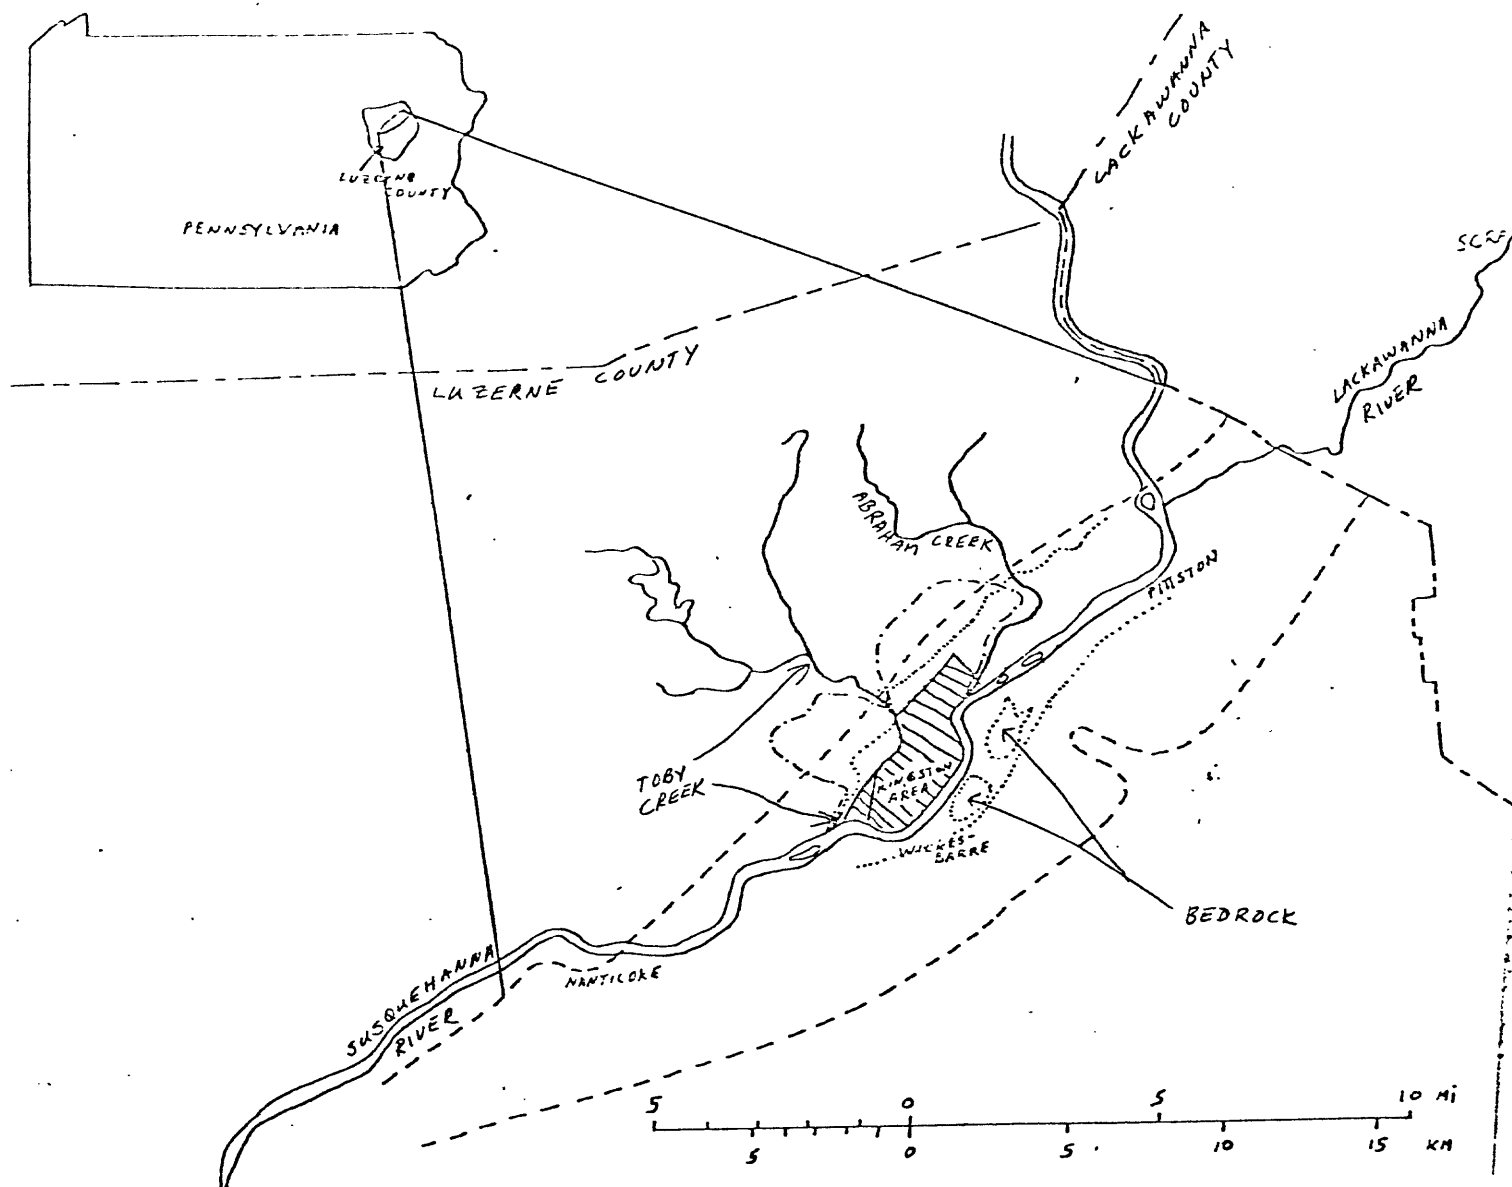 LACKAWANNA
COUNTY
LUZERNE
COUNTY
PENNSYLVANIA
LACKAWANNA
RIVER
LUZERNE COUNTY
ABRAHAM CREEK
PITTSTON
TOBY
CREEK
KINGSTON
AREA
WILKES-
BARRE
BEDROCK
NANTICOKE
SUSQUEHANNA
RIVER
5 0 5 10 Mi
5 0 5 10 15 KM